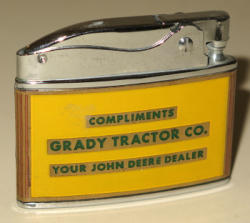 COMPLIMENTS
GRADY TRACTOR CO.
YOUR JOHN DEERE DEALER